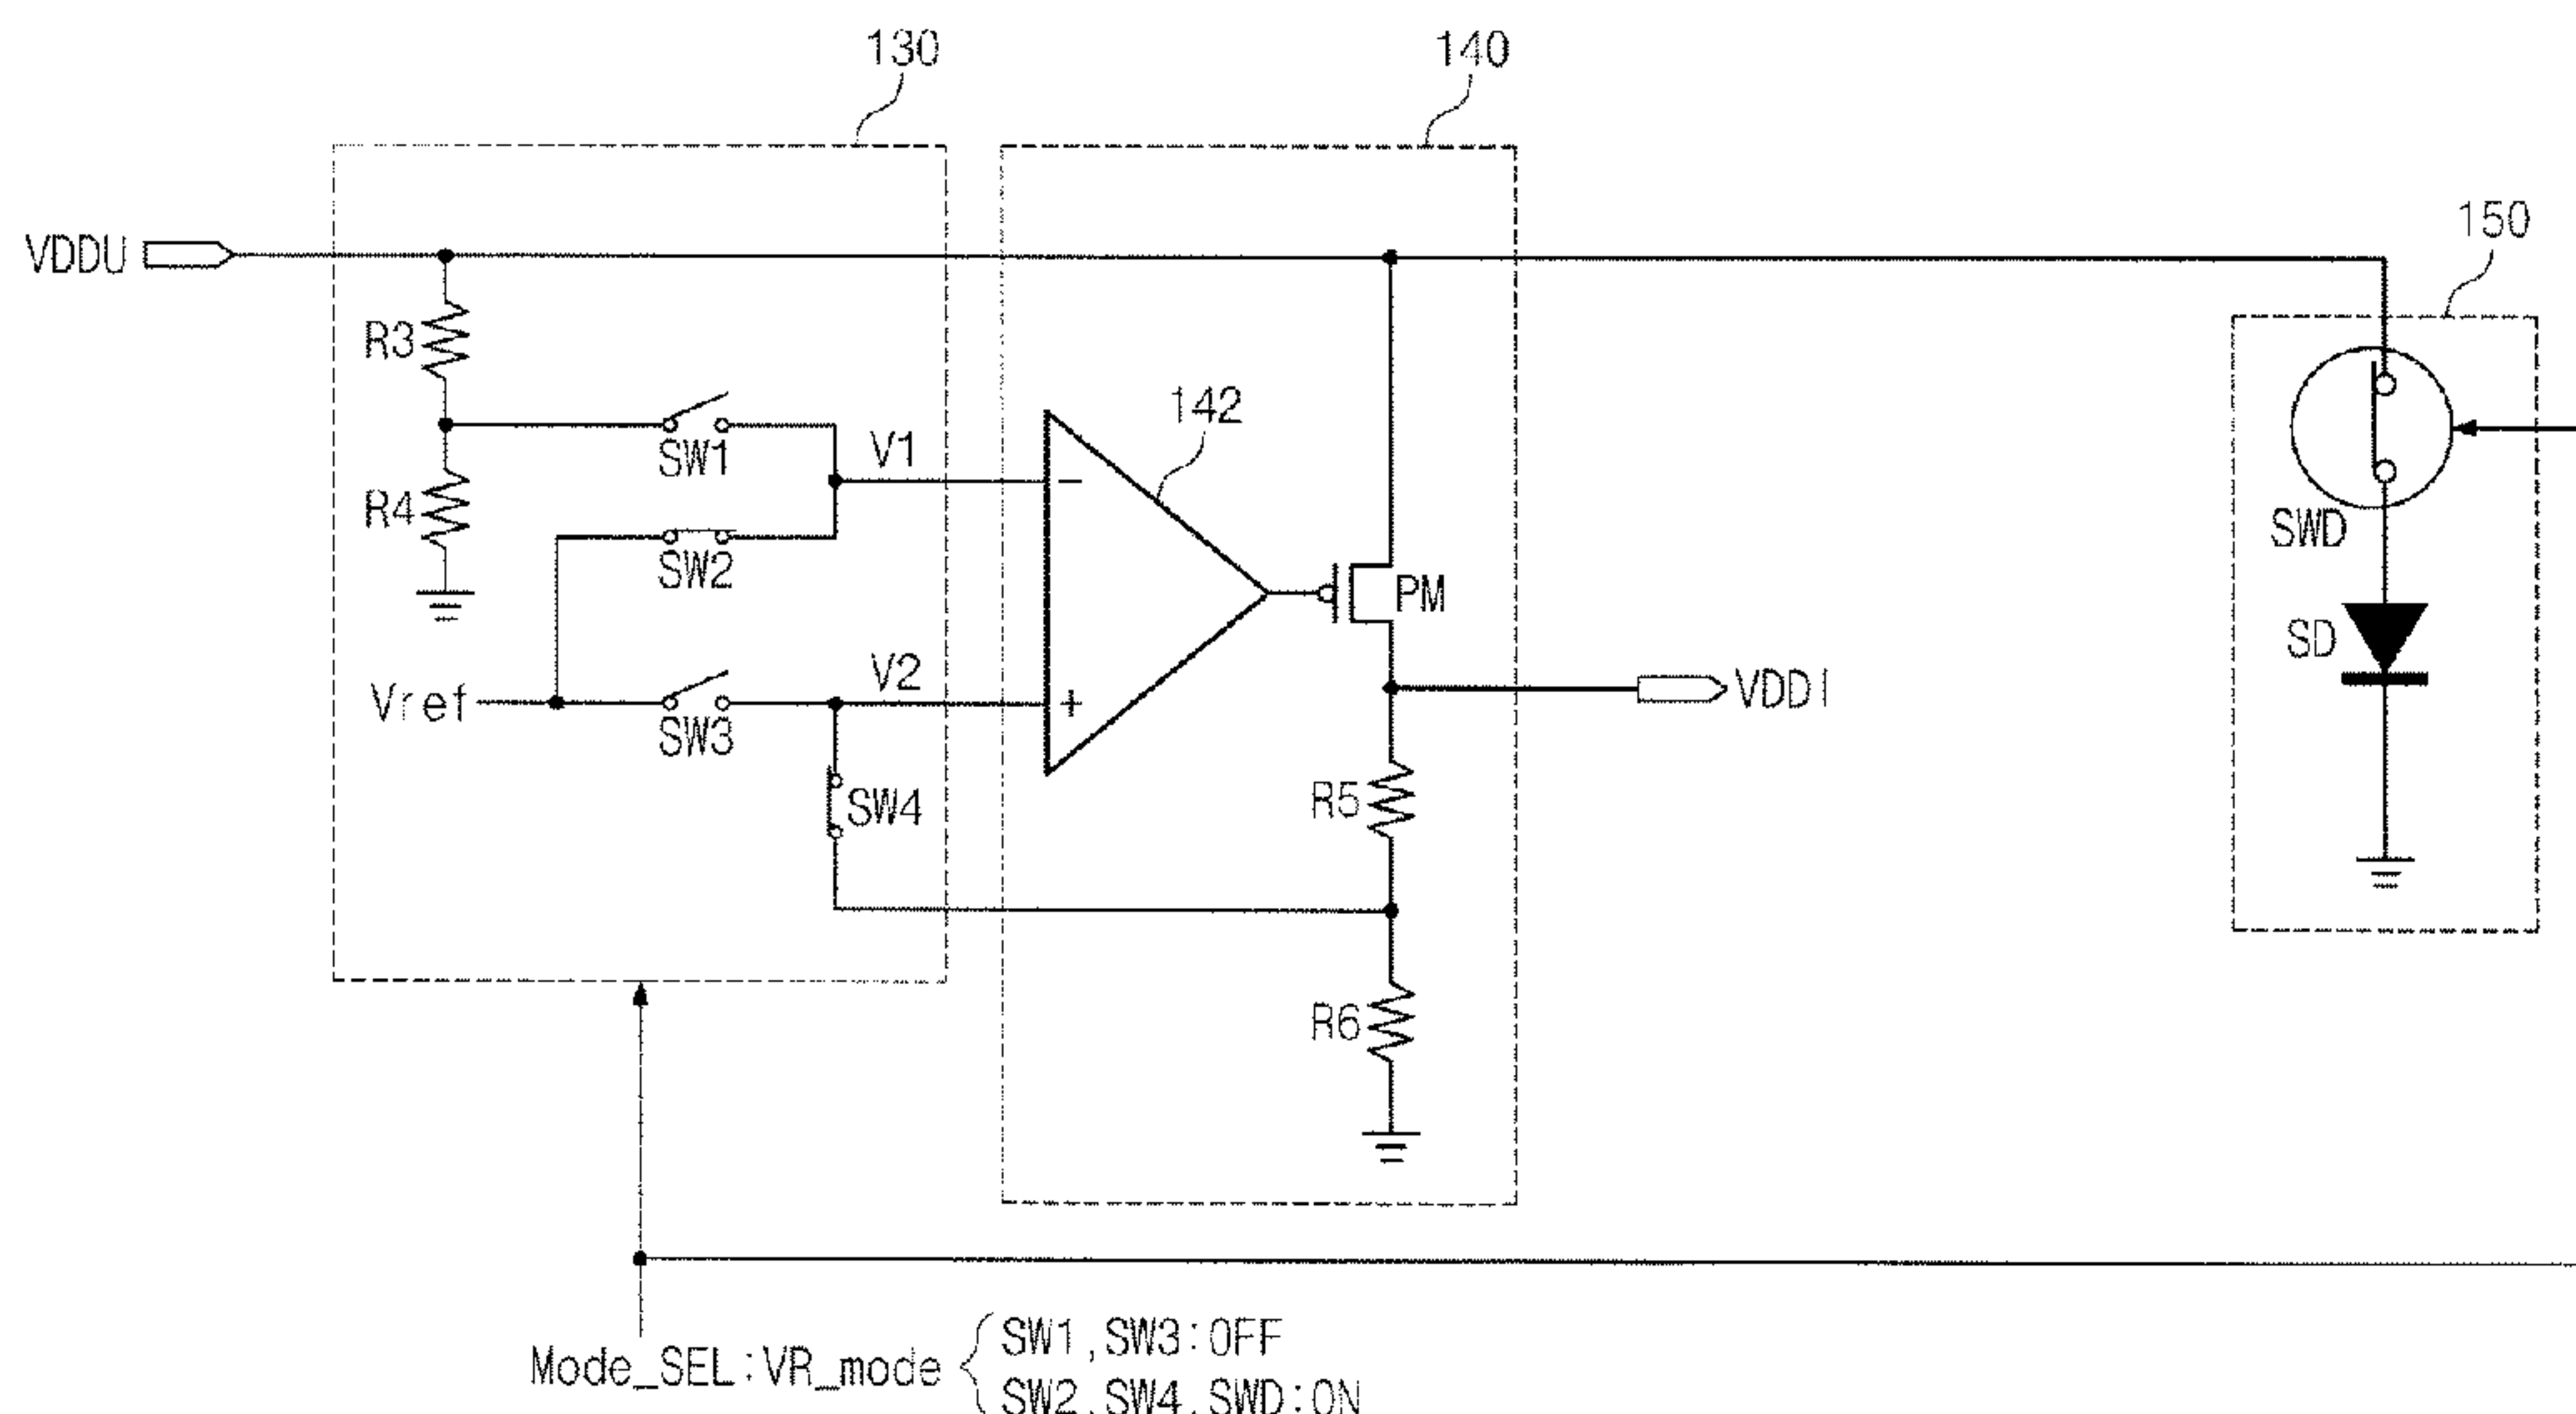 130
140
150
VDDU
R3
SW1
V1
142
R4
SW2
SWD
PM
SD
Vref
SW3
V2
VDDI
SW4
R5
R6
Mode_SEL:VR_mode
SW1,SW3:OFF
SW2,SW4,SWD:ON